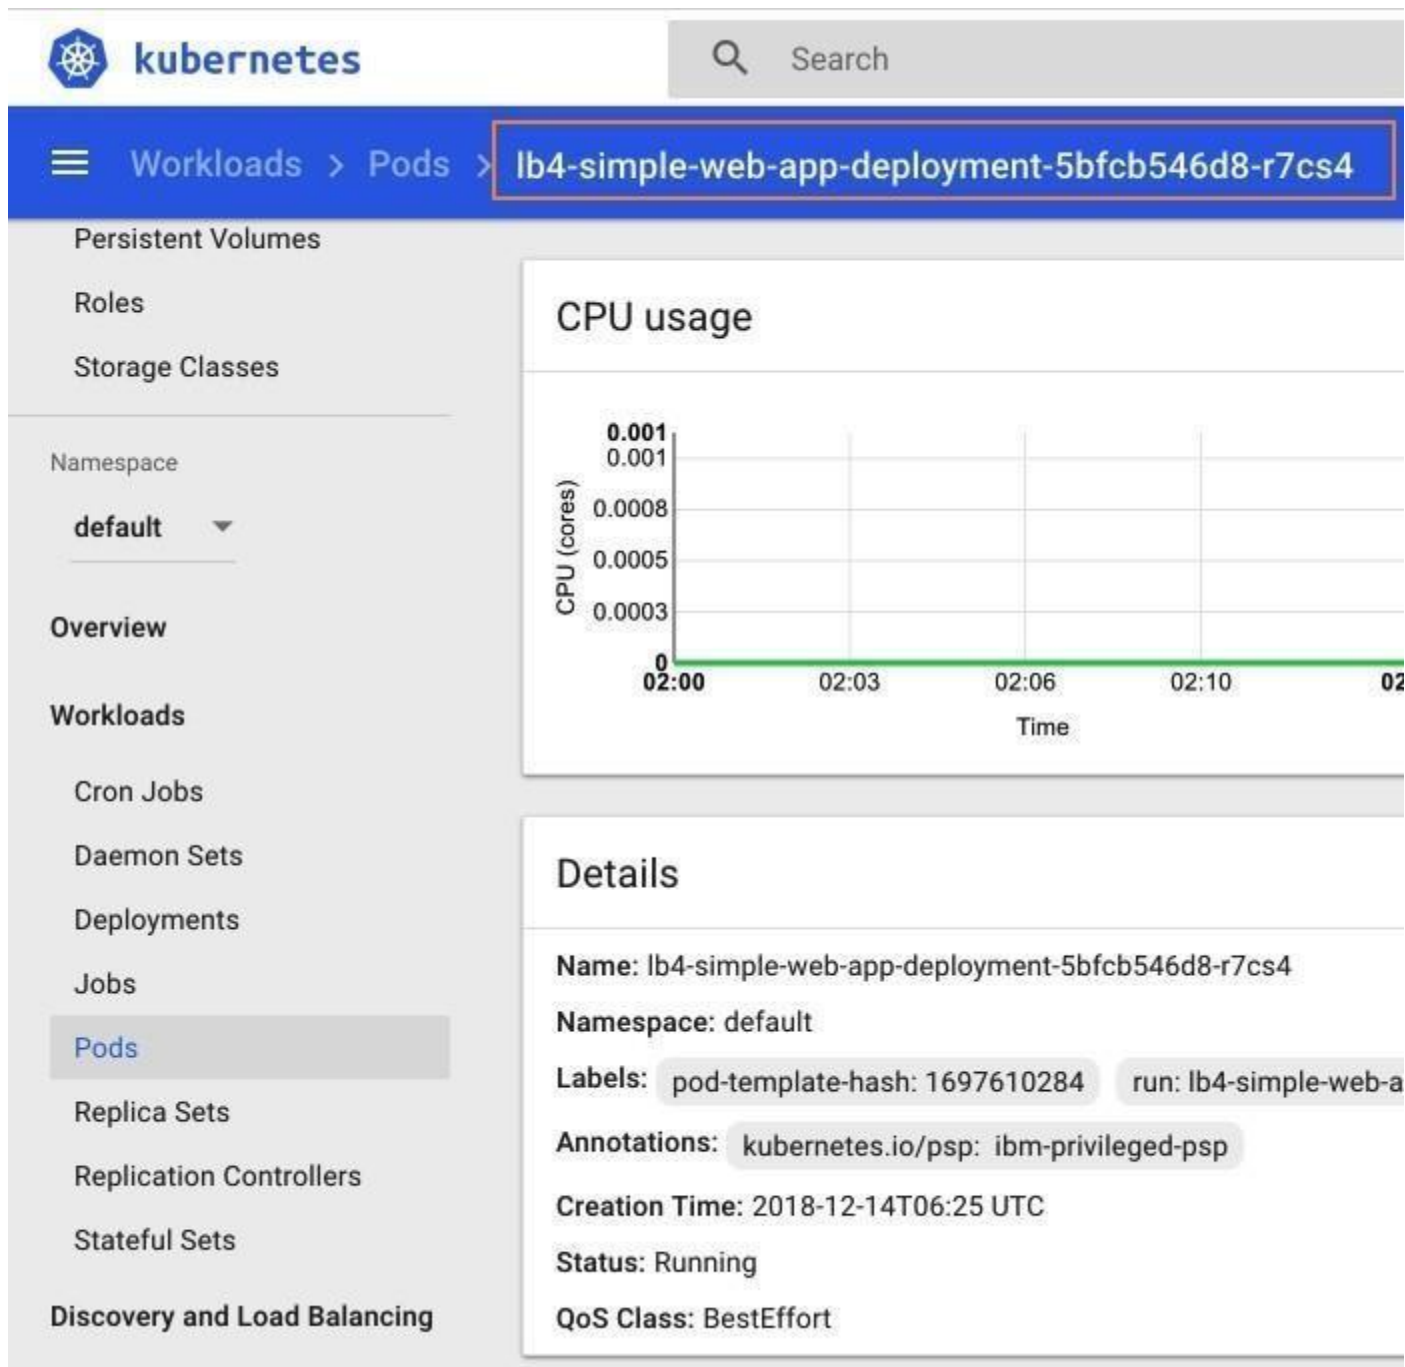 kubernetes
Search
Workloads > Pods > lb4-simple-web-app-deployment-5bfcb546d8-r7cs4
Persistent Volumes
Roles
Storage Classes
Namespace
default
Overview
Workloads
Cron Jobs
Daemon Sets
Deployments
Jobs
Pods
Replica Sets
Replication Controllers
Stateful Sets
Discovery and Load Balancing
CPU usage
CPU (cores)
0.001
0.001
0.0008
0.0005
0.0003
0
02:00 02:03 02:06 02:10 02
Time
Details
Name: lb4-simple-web-app-deployment-5bfcb546d8-r7cs4
Namespace: default
Labels: pod-template-hash: 1697610284 run: lb4-simple-web-a
Annotations: kubernetes.io/psp: ibm-privileged-psp
Creation Time: 2018-12-14T06:25 UTC
Status: Running
QoS Class: BestEffort